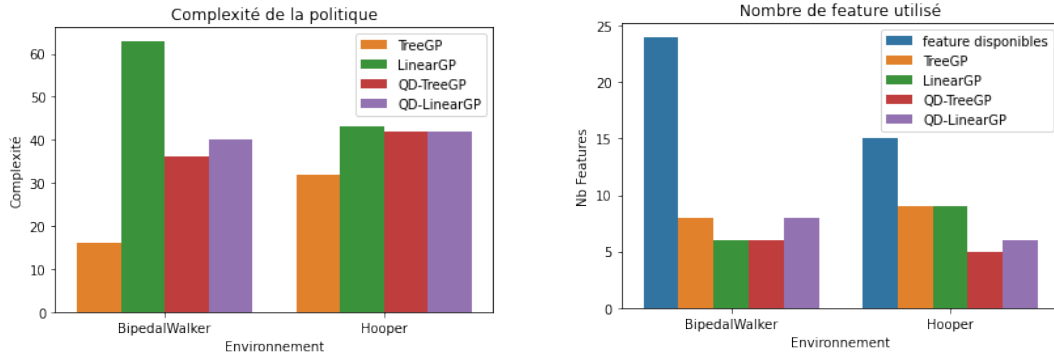 Complexité de la politique
Complexité
60
50
40
30
20
10
0
TreeGP
LinearGP
QD-TreeGP
QD-LinearGP
BipedalWalker
Hooper
Environnement
Nombre de feature utilisé
Nb Features
25
20
15
10
5
0
feature disponibles
TreeGP
LinearGP
QD-TreeGP
QD-LinearGP
BipedalWalker
Hooper
Environnement